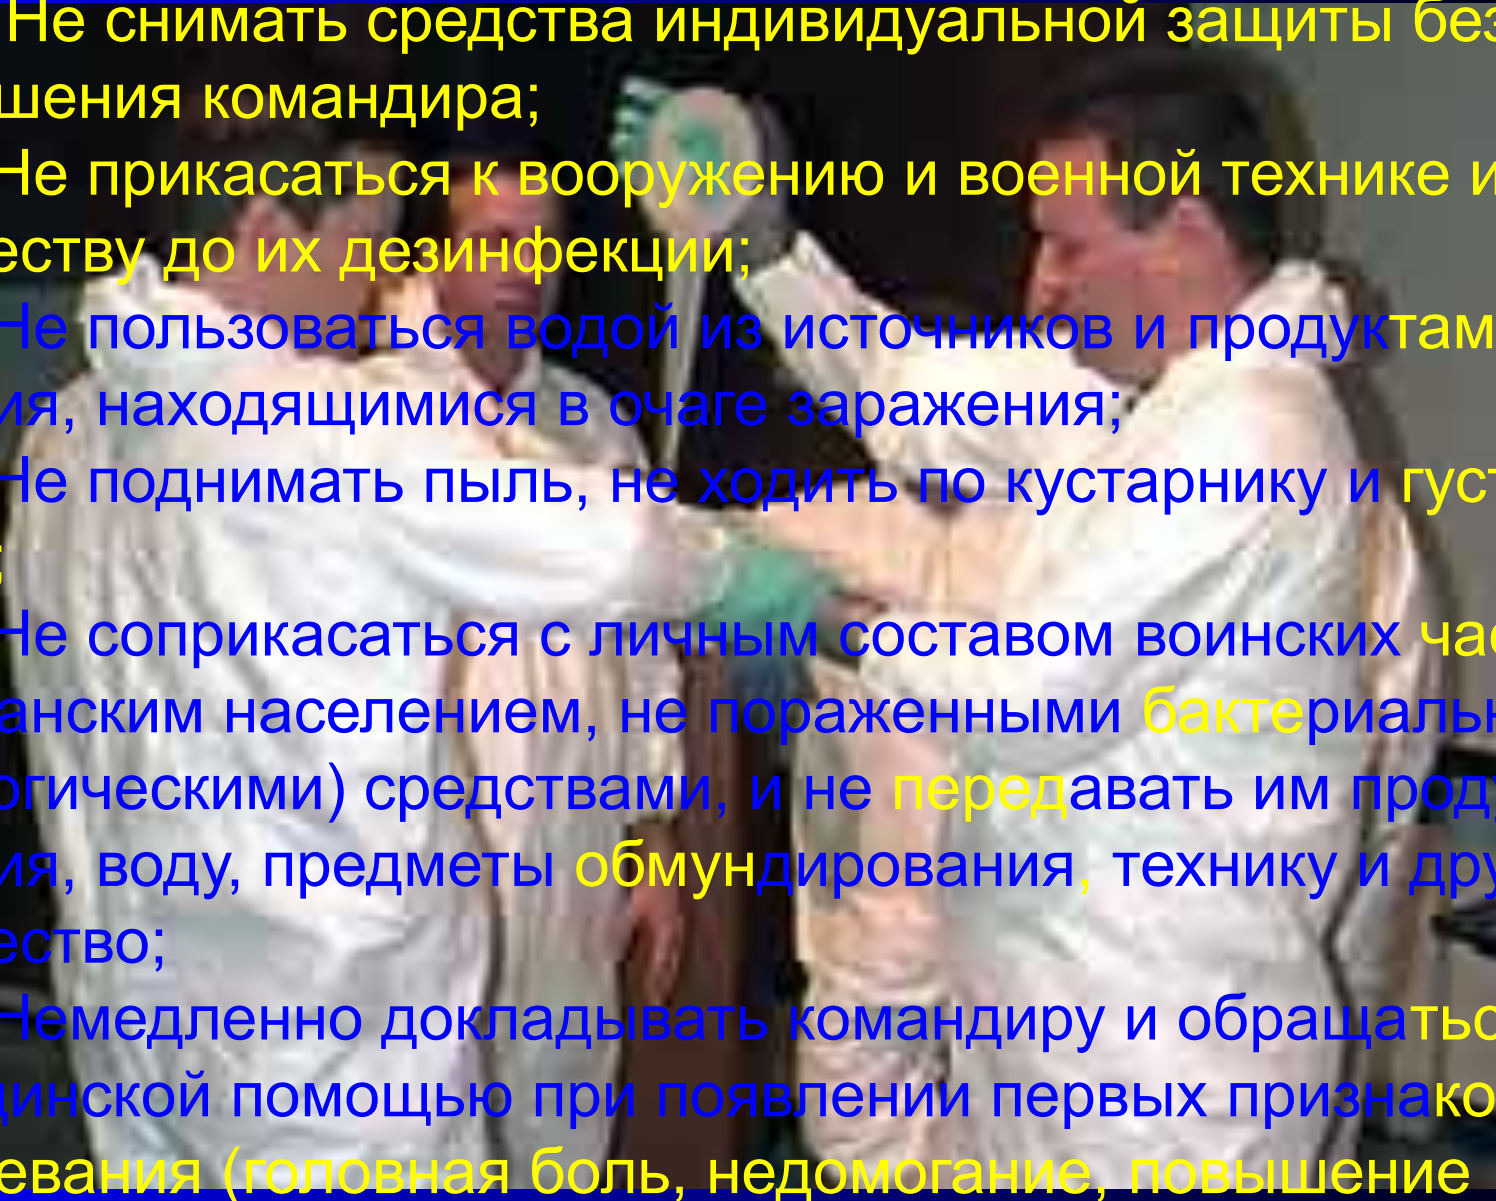 Не снимать средства индивидуальной защиты без
шения командира;
Не прикасаться к вооружению и военной технике и
еству до их дезинфекции;
Не пользоваться водой из источников и продуктам
ия, находящимися в очаге заражения;
Не поднимать пыль, не ходить по кустарнику и густ
;
Не соприкасаться с личным составом воинских час
анским населением, не пораженными бактериальн
огическими) средствами, и не передавать им проду
ия, воду, предметы обмундирования, технику и дру
ество;
Немедленно докладывать командиру и обращатьс
цинской помощью при появлении первых признако
евания (головная боль, недомогание, повышение